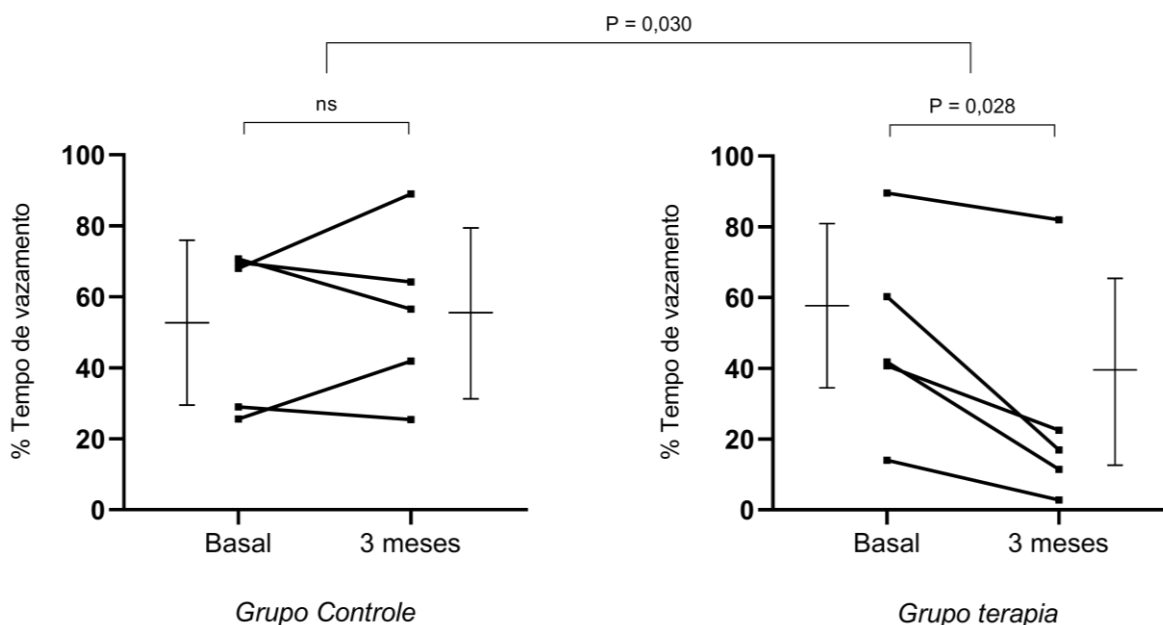 P = 0,030
ns
P = 0,028
% Tempo de vazamento
100
80
60
40
20
0
Basal
3 meses
Grupo Controle
% Tempo de vazamento
100
80
60
40
20
0
Basal
3 meses
Grupo terapia